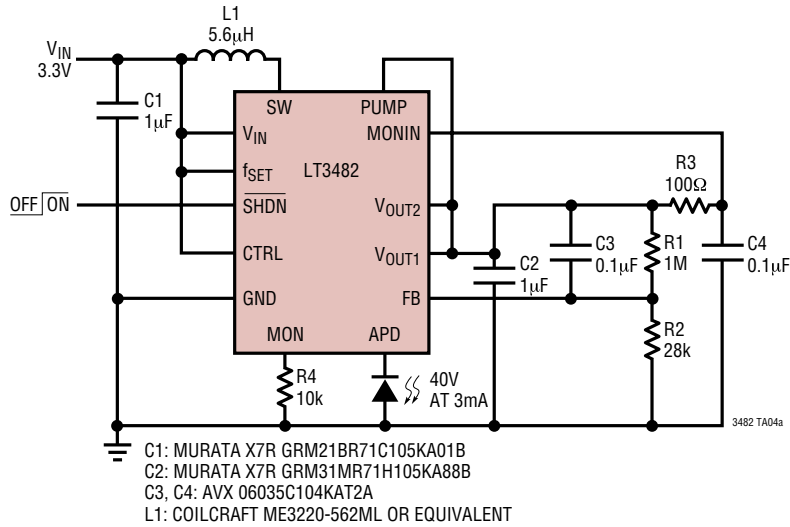 L1
5.6μH
VIN
3.3V
C1
1μF
SW
PUMP
MONIN
VIN
fSET
LT3482
R3
100Ω
OFF ON
SHDN
VOUT2
CTRL
VOUT1
C2
1μF
C3
0.1μF
R1
1M
C4
0.1μF
GND
FB
MON
APD
R2
28k
R4
10k
40V
AT 3mA
3482 TA04a
C1: MURATA X7R GRM21BR71C105KA01B
C2: MURATA X7R GRM31MR71H105KA88B
C3, C4: AVX 06035C104KAT2A
L1: COILCRAFT ME3220-562ML OR EQUIVALENT